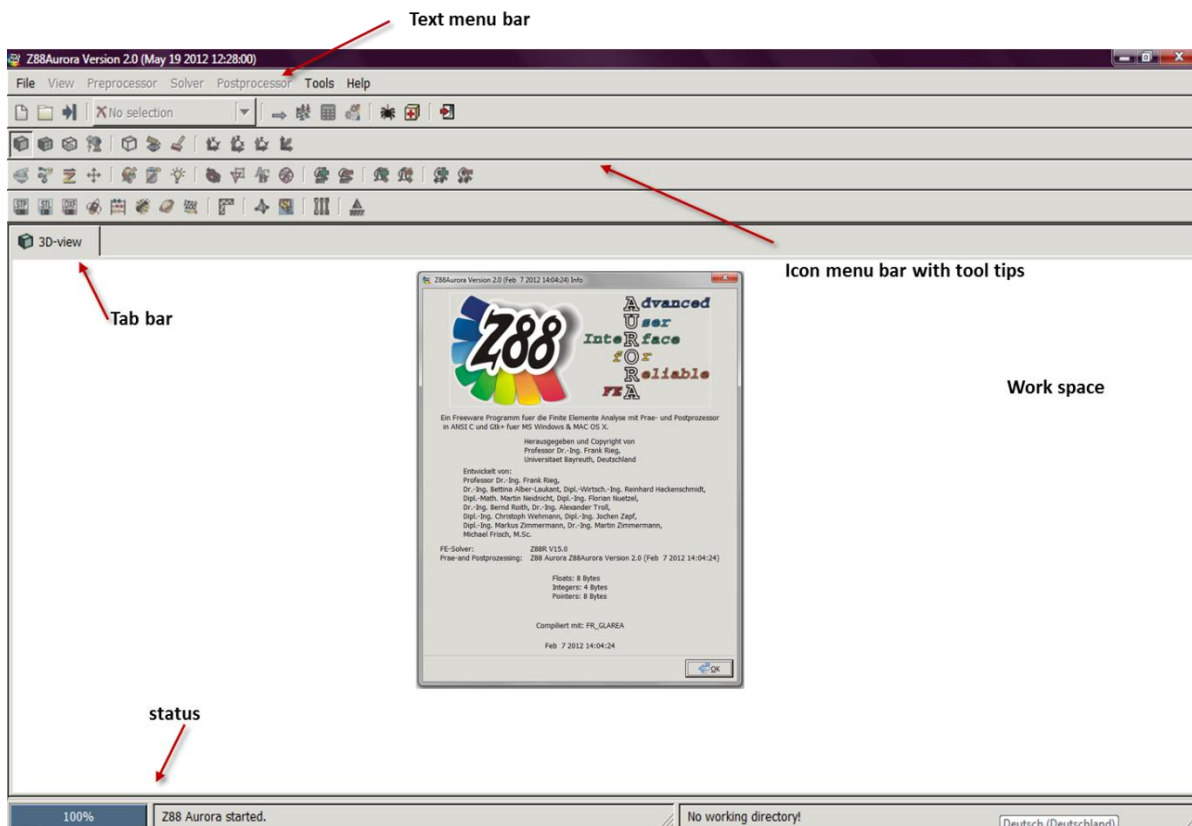 Text menu bar
Z88Aurora Version 2.0 (May 19 2012 12:28:00)
File View Preprocessor Solver Postprocessor Tools Help
No selection
STP STL DXF
3D-view
Icon menu bar with tool tips
Tab bar
Work space
Z88Aurora Version 2.0 (Feb 7 2012 14:04:24) Info
Z88
Advanced
User
InteRface
fOr
Reliable
FEA
Ein Freeware Programm fuer die Finite Elemente Analyse mit Prae- und Postprozessor
in ANSI C und Gtk+ fuer MS Windows & MAC OS X.
Herausgegeben und Copyright von
Professor Dr.-Ing. Frank Rieg,
Universitaet Bayreuth, Deutschland
Entwickelt von:
Professor Dr.-Ing. Frank Rieg,
Dr.-Ing. Bettina Alber-Laukant, Dipl.-Wirtsch.-Ing. Reinhard Hackenschmidt,
Dipl.-Math. Martin Neidnicht, Dipl.-Ing. Florian Nuetzel,
Dr.-Ing. Bernd Roith, Dr.-Ing. Alexander Troll,
Dipl.-Ing. Christoph Wehmann, Dipl.-Ing. Jochen Zapf,
Dipl.-Ing. Markus Zimmermann, Dr.-Ing. Martin Zimmermann,
Michael Frisch, M.Sc.
FE-Solver: Z88R V15.0
Prae-and Postprozessing: Z88 Aurora Z88Aurora Version 2.0 (Feb 7 2012 14:04:24)
Floats: 8 Bytes
Integers: 4 Bytes
Pointers: 8 Bytes
Compiliert mit: FR_GLAREA
Feb 7 2012 14:04:24
OK
status
100% Z88 Aurora started. No working directory!
Deutsch (Deutschland)